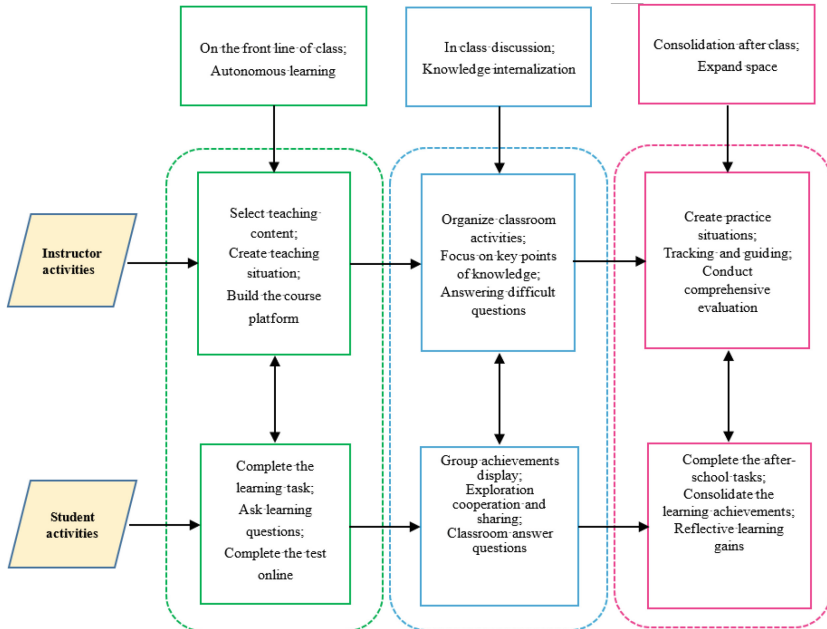 On the front line of class;
Autonomous learning
In class discussion;
Knowledge internalization
Consolidation after class;
Expand space
Instructor
activities
Select teaching
content;
Create teaching
situation;
Build the course
platform
Organize classroom
activities;
Focus on key points
of knowledge;
Answering difficult
questions
Create practice
situations;
Tracking and guiding;
Conduct
comprehensive
evaluation
Student
activities
Complete the
learning task;
Ask learning
questions;
Complete the test
online
Group achievements
display;
Exploration
cooperation and
sharing;
Classroom answer
questions
Complete the after-
school tasks;
Consolidate the
learning achievements;
Reflective learning
gains